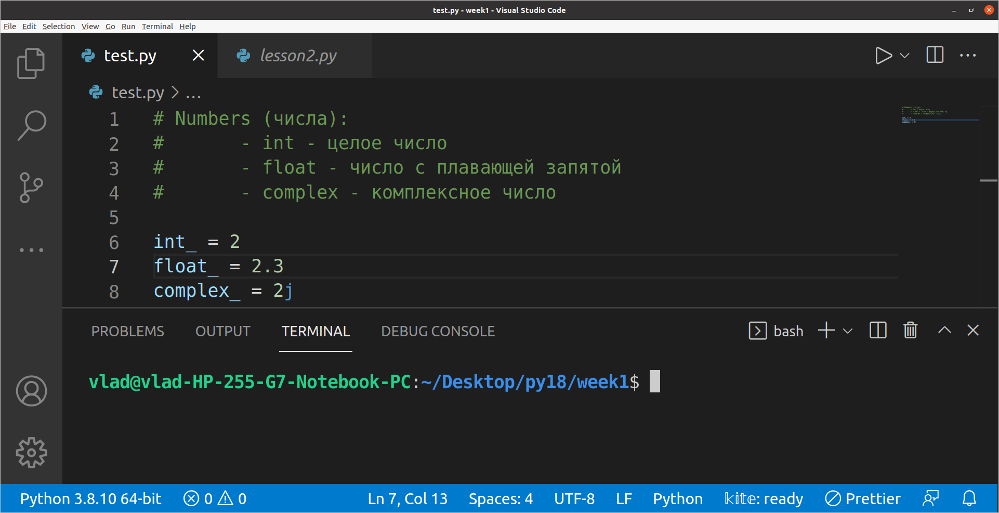 test.py - week1 - Visual Studio Code
File Edit Selection View Go Run Terminal Help
test.py lesson2.py
test.py > ...
1 # Numbers (числа):
2 #       - int - целое число
3 #       - float - число с плавающей запятой
4 #       - complex - комплексное число
5
6 int_ = 2
7 float_ = 2.3
8 complex_ = 2j
PROBLEMS OUTPUT TERMINAL DEBUG CONSOLE bash
vlad@vlad-HP-255-G7-Notebook-PC:~/Desktop/py18/week1$
Python 3.8.10 64-bit 0 0 Ln 7, Col 13 Spaces: 4 UTF-8 LF Python kite: ready Prettier